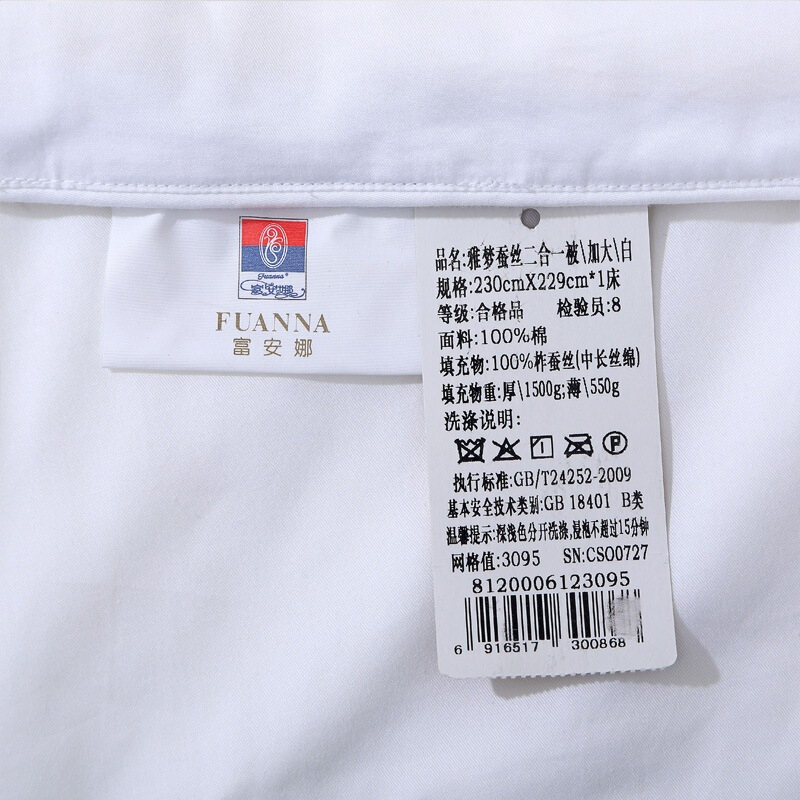 Fuanna®
富安娜
FUANNA
富安娜
品名:雅梦蚕丝二合一被\加大\白
规格:230cmX229cm*1床
等级:合格品 检验员:8
面料:100%棉
填充物:100%柞蚕丝(中长丝绵)
填充物重:厚\1500g;薄\550g
洗涤说明:
P
执行标准:GB/T24252-2009
基本安全技术类别:GB 18401 B类
温馨提示:深浅色分开洗涤,浸泡不超过15分钟
网格值:3095 SN:CS00727
8120006123095
6 916517 300868